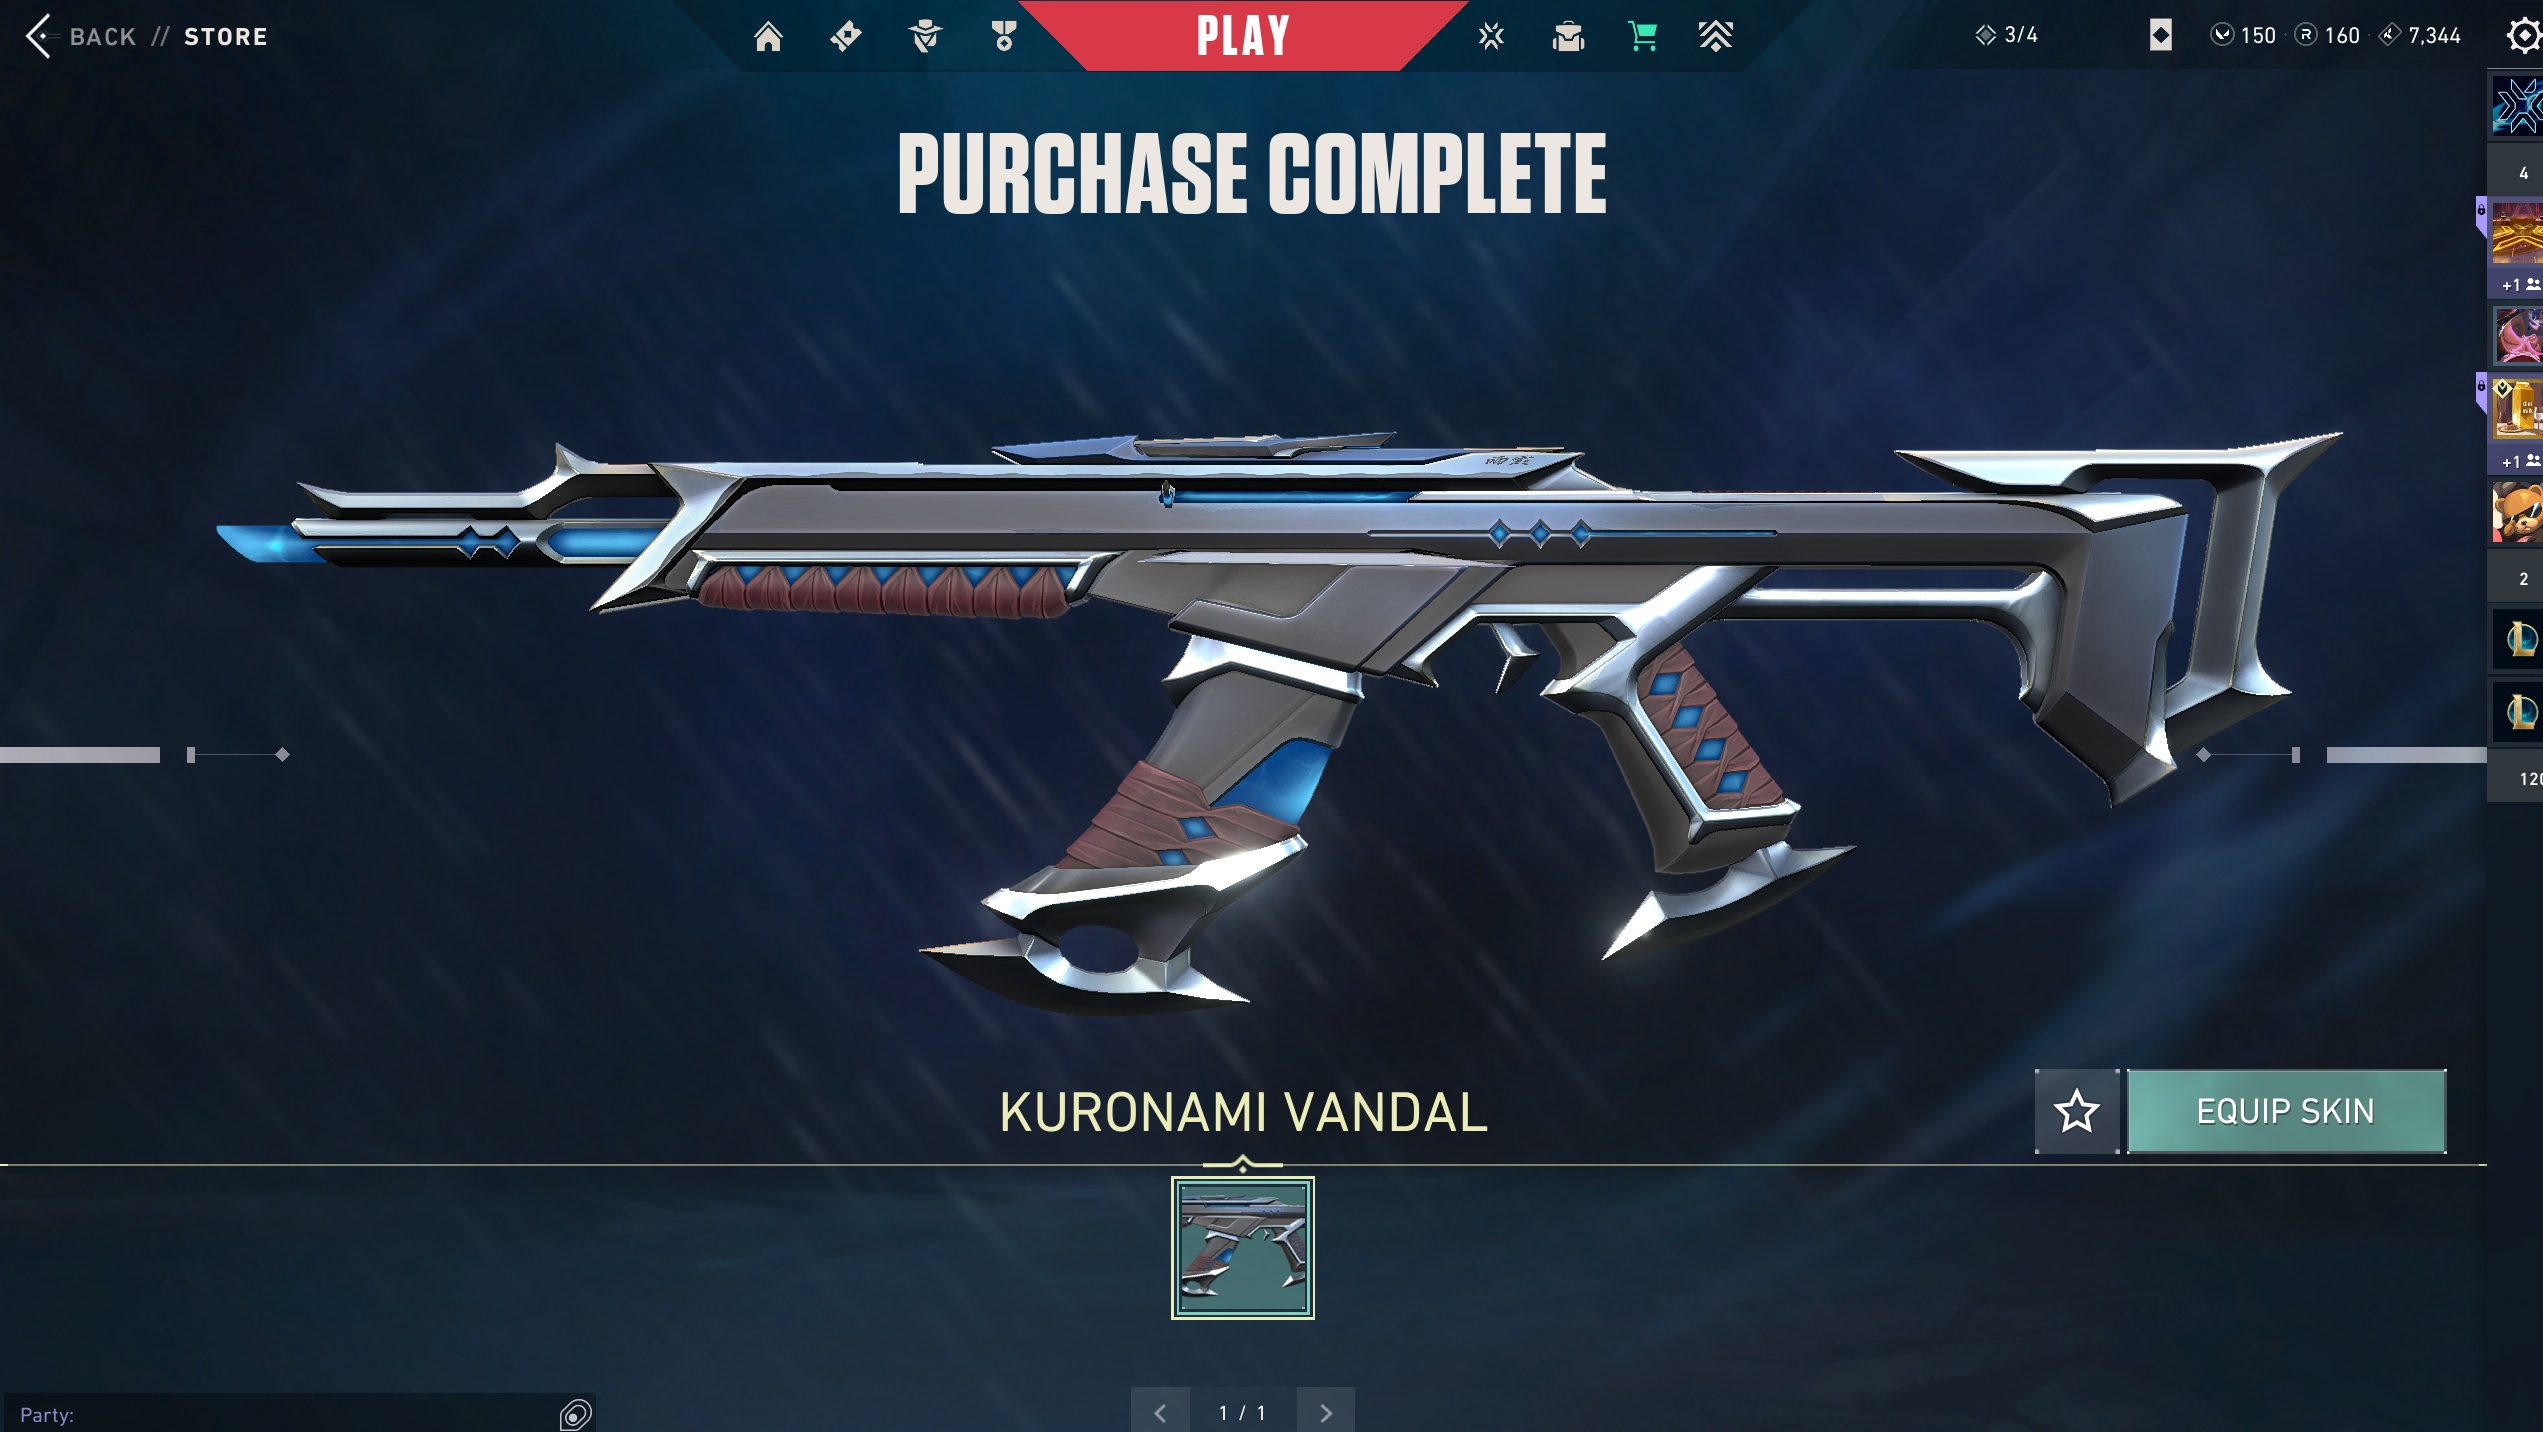 BACK // STORE
PLAY
3/4
150
R 160
7,344
PURCHASE COMPLETE
4
+1
+1
2
KURONAMI VANDAL
EQUIP SKIN
Party:
1 / 1